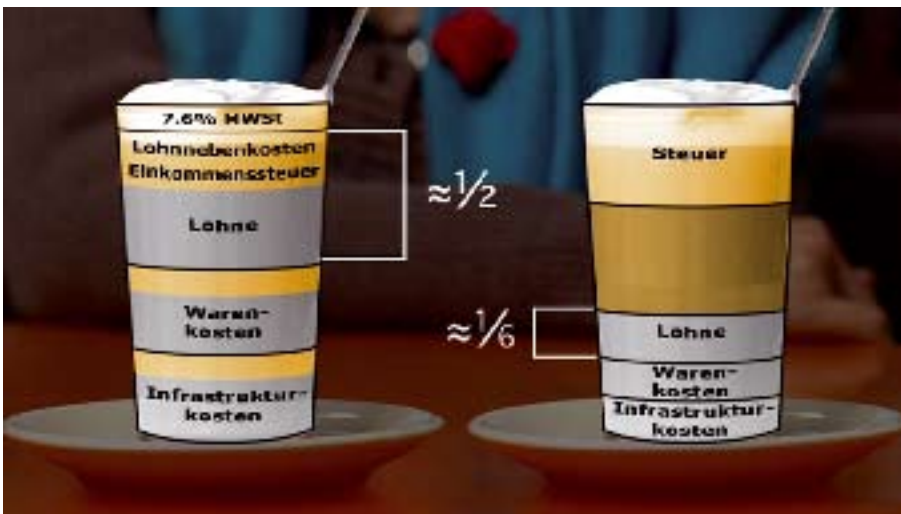 7.6% MWSt
Lohnnebenkosten
Einkommenssteuer
Löhne
Waren-
kosten
Infrastruktur-
kosten
≈1/2
Steuer
≈1/6
Löhne
Waren-
kosten
Infrastruktur-
kosten